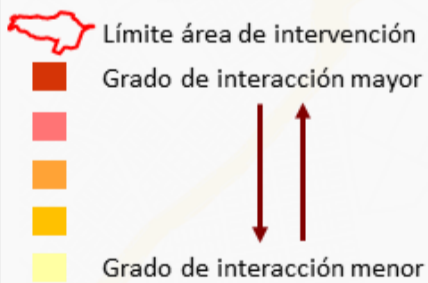 Límite área de intervención
Grado de interacción mayor
Grado de interacción menor